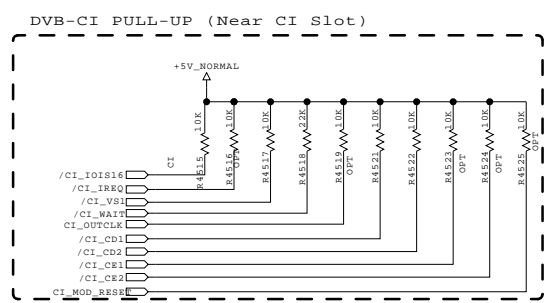 DVB-CI PULL-UP (Near CI Slot)
+5V_NORMAL
10K
10K
10K
22K
10K
10K
10K
10K
10K
10K
CI
R4515
R4516
OPT
R4517
R4518
R4519
OPT
R4521
R4522
R4523
OPT
R4524
OPT
R4525
OPT
/CI_IOIS16
/CI_IREQ
/CI_VS1
/CI_WAIT
CI_OUTCLK
/CI_CD1
/CI_CD2
/CI_CE1
/CI_CE2
CI_MOD_RESET